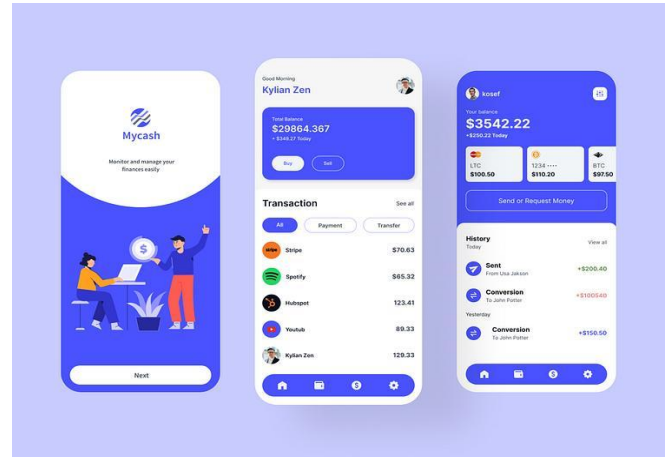 Mycash
Monitor and manage your
finances easily
Next
Good Morning
Kylian Zen
Total Balance
$29864.367
+ $348.27 Today
Buy Sell
Transaction See all
All Payment Transfer
stripe Stripe $70.63
Spotify $65.32
Hubspot 123.41
Youtub 89.33
Kylian Zen 129.33
kosef
Your balance
$3542.22
+$250.22 Today
LTC 1234 •••• BTC
$100.50 $110.20 $97.50
Send or Request Money
History View all
Today
Sent +$200.40
From Usa Jakson
Conversion +$100$40
To John Potter
Yesterday
Conversion +$150.50
To John Potter